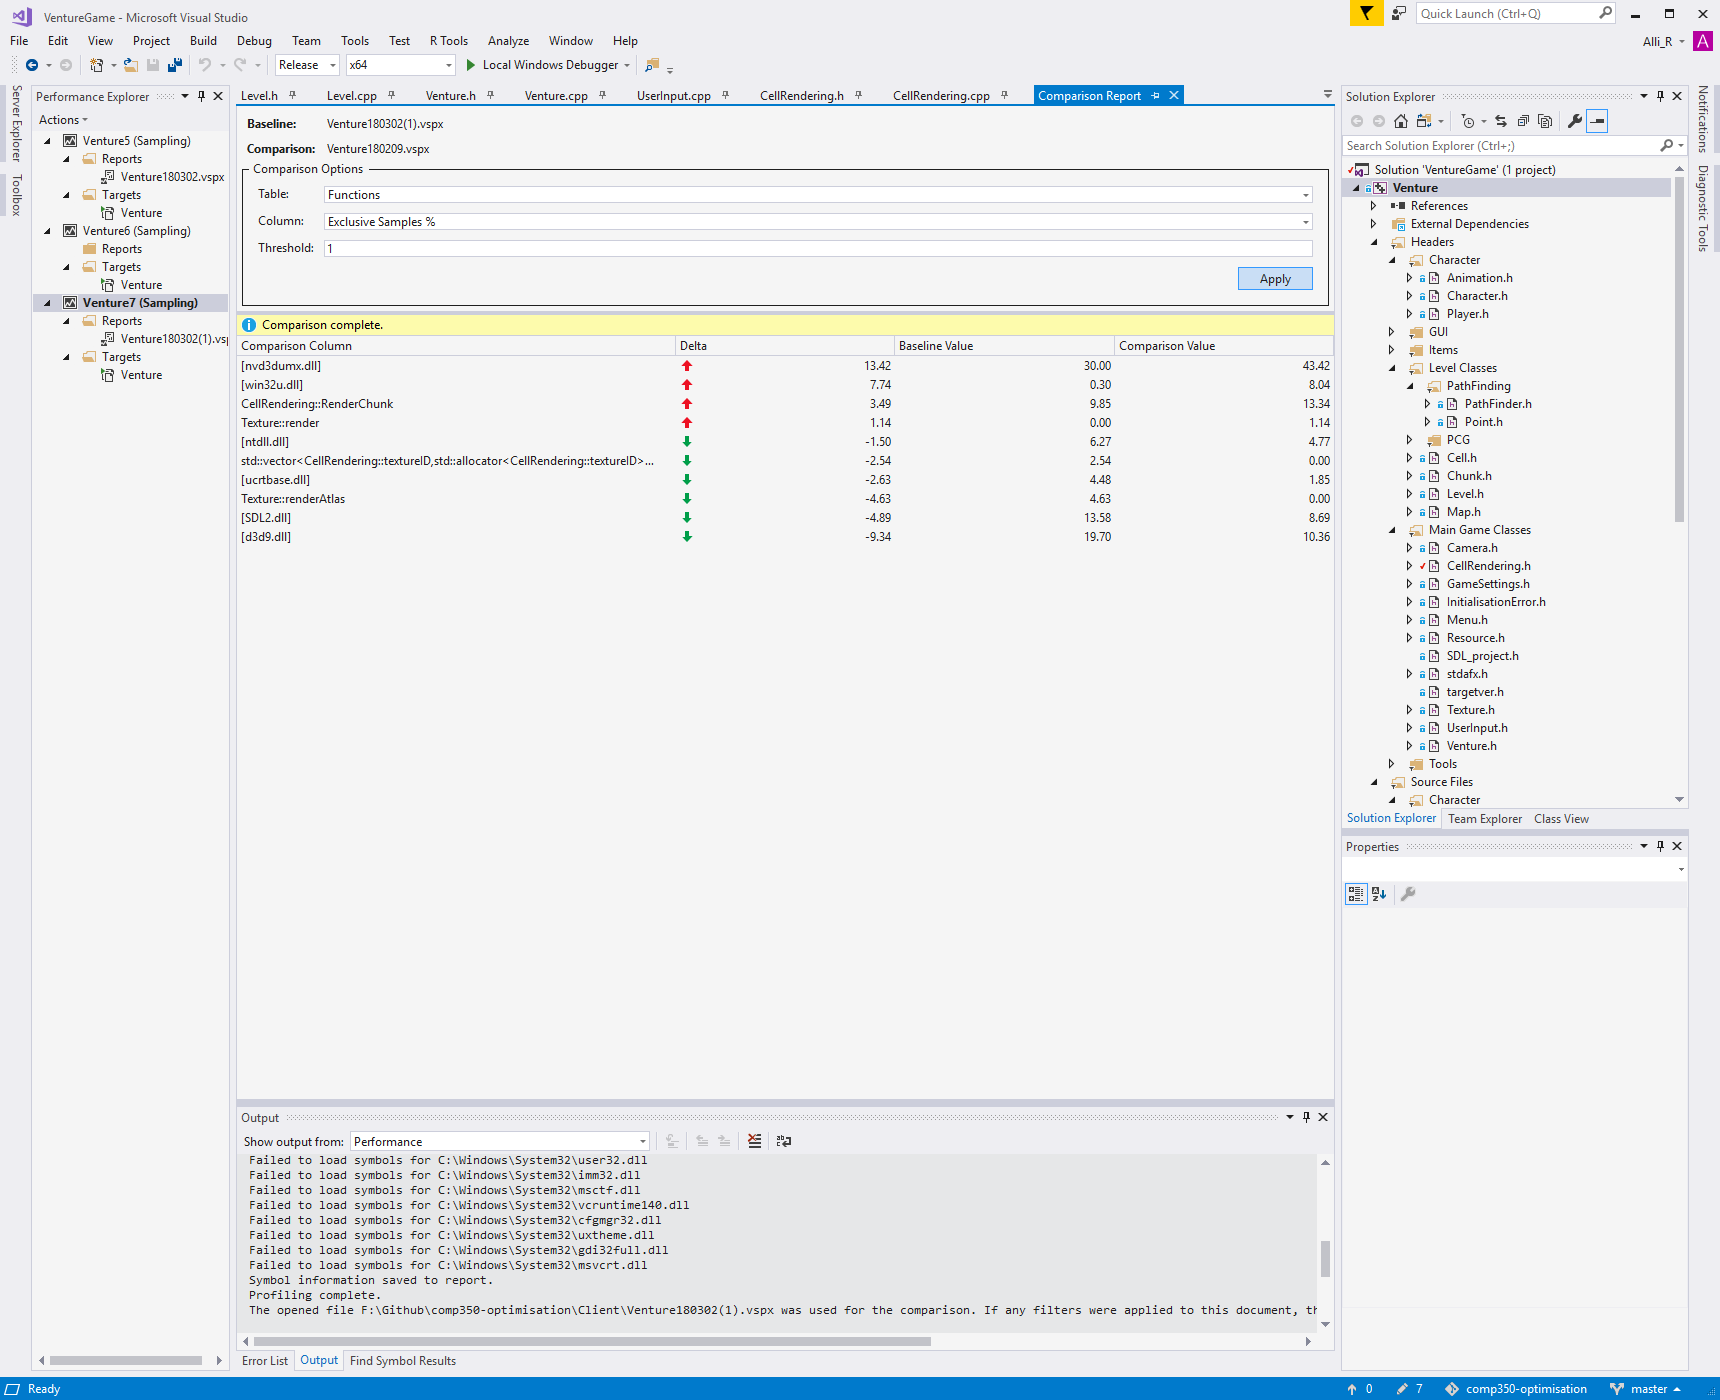 VentureGame - Microsoft Visual Studio
Quick Launch (Ctrl+Q)
File Edit View Project Build Debug Team Tools Test R Tools Analyze Window Help
Alli_R A
Release x64 Local Windows Debugger
Server Explorer
Toolbox
Performance Explorer
Actions
Venture5 (Sampling)
Reports
Venture180302.vspx
Targets
Venture
Venture6 (Sampling)
Reports
Targets
Venture
Venture7 (Sampling)
Reports
Venture180302(1).vsp
Targets
Venture
Level.h Level.cpp Venture.h Venture.cpp UserInput.cpp CellRendering.h CellRendering.cpp Comparison Report
Baseline: Venture180302(1).vspx
Comparison: Venture180209.vspx
Comparison Options
Table: Functions
Column: Exclusive Samples %
Threshold: 1
Apply
Comparison complete.
Comparison Column Delta Baseline Value Comparison Value
[nvd3dumx.dll] 13.42 30.00 43.42
[win32u.dll] 7.74 0.30 8.04
CellRendering::RenderChunk 3.49 9.85 13.34
Texture::render 1.14 0.00 1.14
[ntdll.dll] -1.50 6.27 4.77
std::vector<CellRendering::textureID,std::allocator<CellRendering::textureID>... -2.54 2.54 0.00
[ucrtbase.dll] -2.63 4.48 1.85
Texture::renderAtlas -4.63 4.63 0.00
[SDL2.dll] -4.89 13.58 8.69
[d3d9.dll] -9.34 19.70 10.36
Output
Show output from: Performance
Failed to load symbols for C:\Windows\System32\user32.dll
Failed to load symbols for C:\Windows\System32\imm32.dll
Failed to load symbols for C:\Windows\System32\msctf.dll
Failed to load symbols for C:\Windows\System32\vcruntime140.dll
Failed to load symbols for C:\Windows\System32\cfgmgr32.dll
Failed to load symbols for C:\Windows\System32\uxtheme.dll
Failed to load symbols for C:\Windows\System32\gdi32full.dll
Failed to load symbols for C:\Windows\System32\msvcrt.dll
Symbol information saved to report.
Profiling complete.
The opened file F:\Github\comp350-optimisation\Client\Venture180302(1).vspx was used for the comparison. If any filters were applied to this document, th
Error List Output Find Symbol Results
Solution Explorer
Search Solution Explorer (Ctrl+;)
Solution 'VentureGame' (1 project)
Venture
References
External Dependencies
Headers
Character
Animation.h
Character.h
Player.h
GUI
Items
Level Classes
PathFinding
PathFinder.h
Point.h
PCG
Cell.h
Chunk.h
Level.h
Map.h
Main Game Classes
Camera.h
CellRendering.h
GameSettings.h
InitialisationError.h
Menu.h
Resource.h
SDL_project.h
stdafx.h
targetver.h
Texture.h
UserInput.h
Venture.h
Tools
Source Files
Character
Solution Explorer Team Explorer Class View
Properties
Notifications
Diagnostic Tools
Ready 0 7 comp350-optimisation master